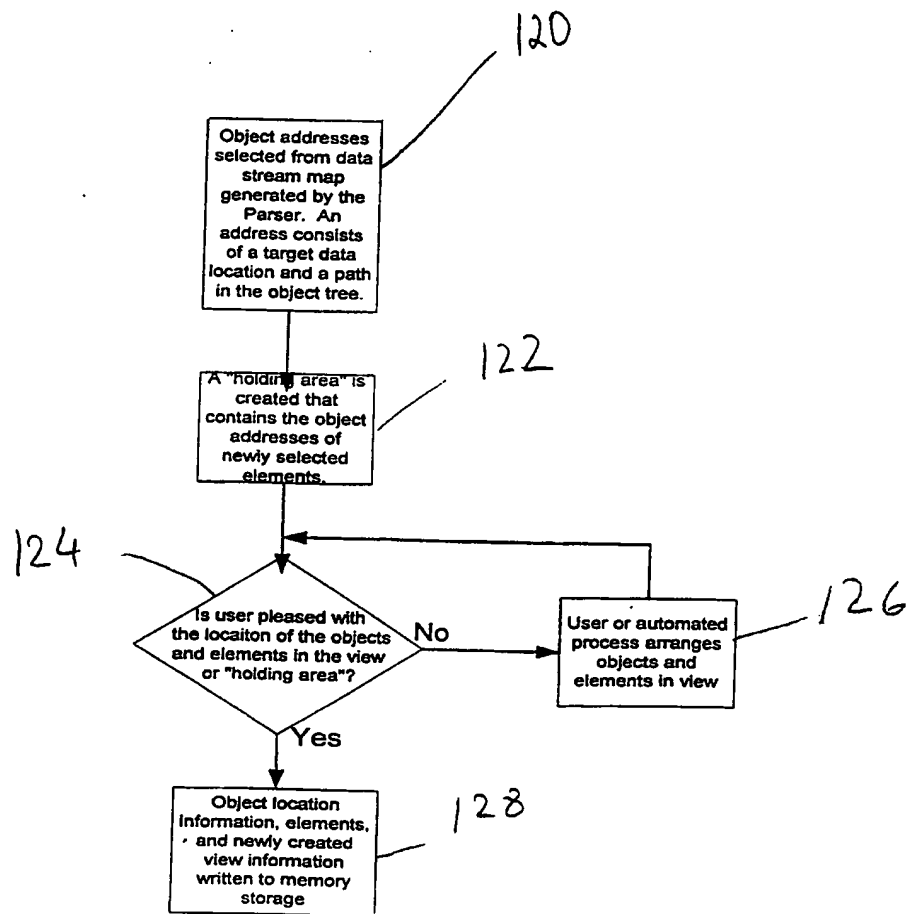 120
Object addresses
selected from data
stream map
generated by the
Parser. An
address consists
of a target data
location and a path
in the object tree.
122
A "holding area" is
created that
contains the object
addresses of
newly selected
elements.
124
Is user pleased with
the locaiton of the objects
and elements in the view
or "holding area"?
No
126
User or automated
process arranges
objects and
elements in view
Yes
128
Object location
information, elements,
and newly created
view information
written to memory
storage